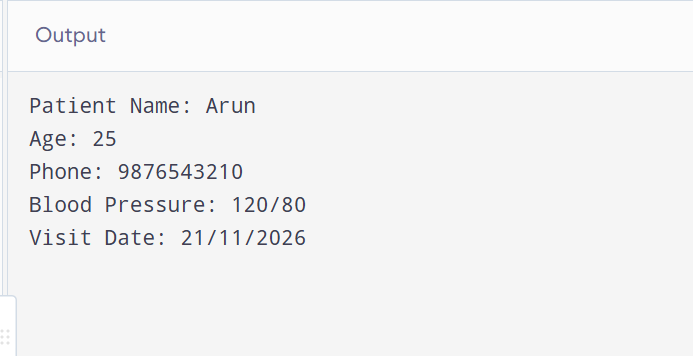 Output
Patient Name: Arun
Age: 25
Phone: 9876543210
Blood Pressure: 120/80
Visit Date: 21/11/2026